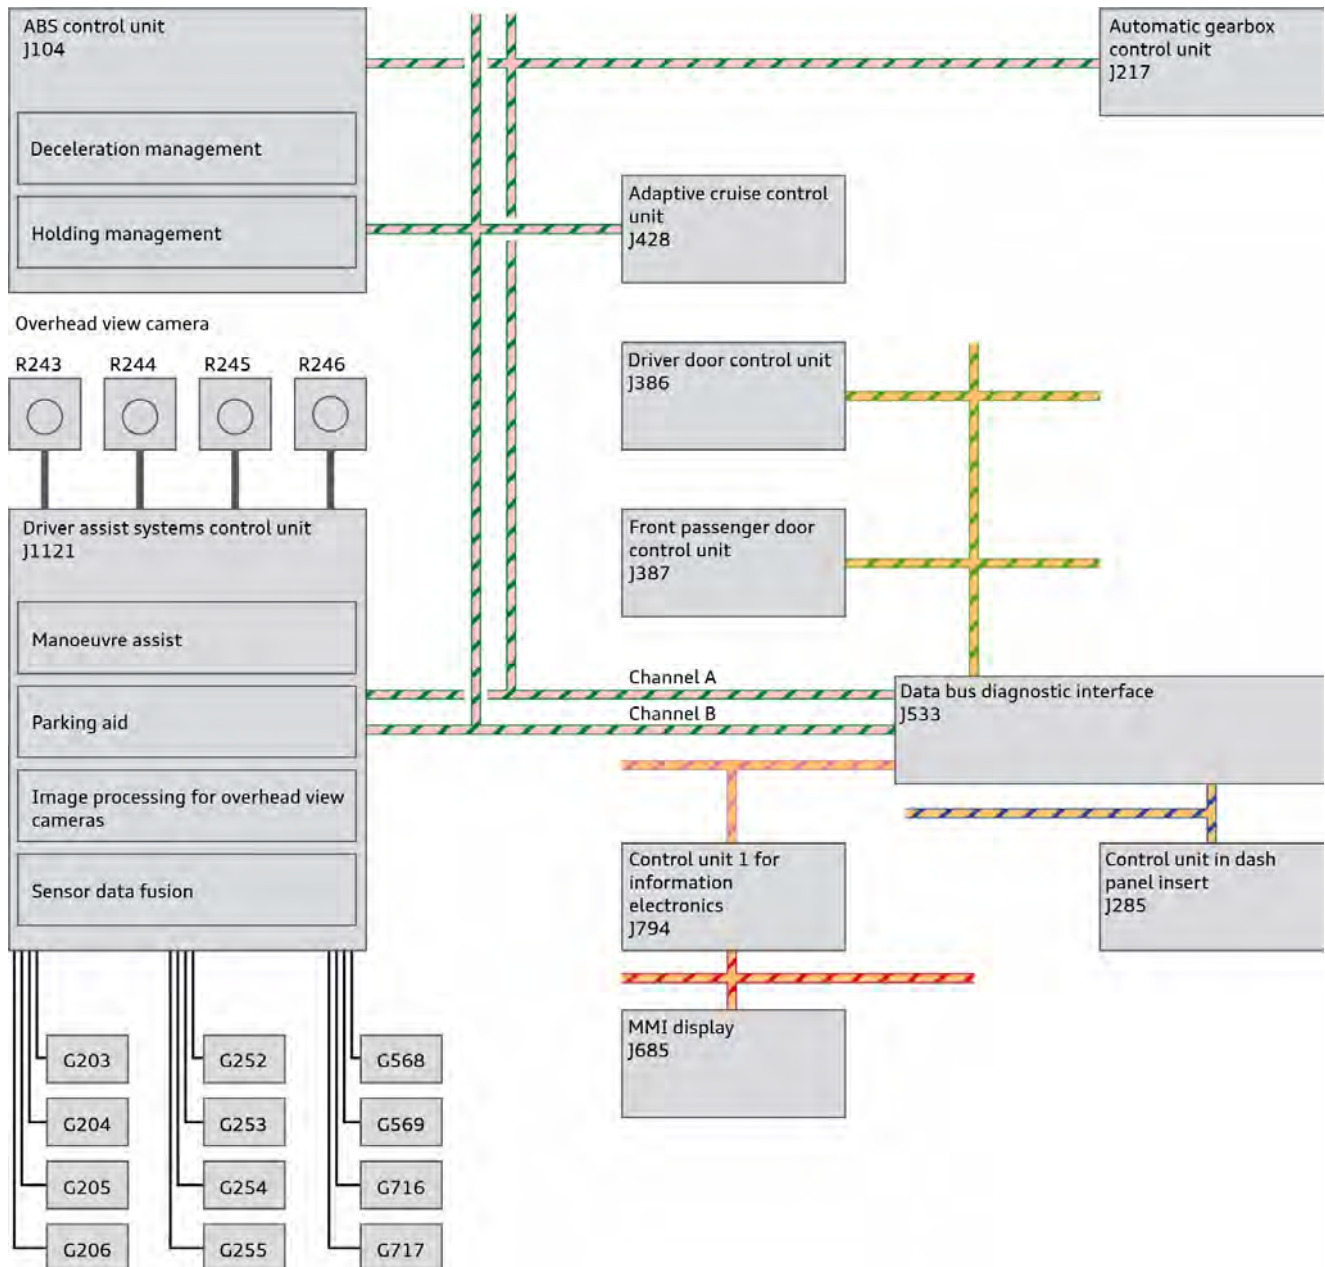 ABS control unit
J104
Deceleration management
Holding management
Automatic gearbox
control unit
J217
Adaptive cruise control
unit
J428
Overhead view camera
R243
R244
R245
R246
Driver door control unit
J386
Driver assist systems control unit
J1121
Manoeuvre assist
Parking aid
Image processing for overhead view
cameras
Sensor data fusion
Front passenger door
control unit
J387
Channel A
Channel B
Data bus diagnostic interface
J533
Control unit 1 for
information
electronics
J794
Control unit in dash
panel insert
J285
MMI display
J685
G203
G252
G568
G204
G253
G569
G205
G254
G716
G206
G255
G717